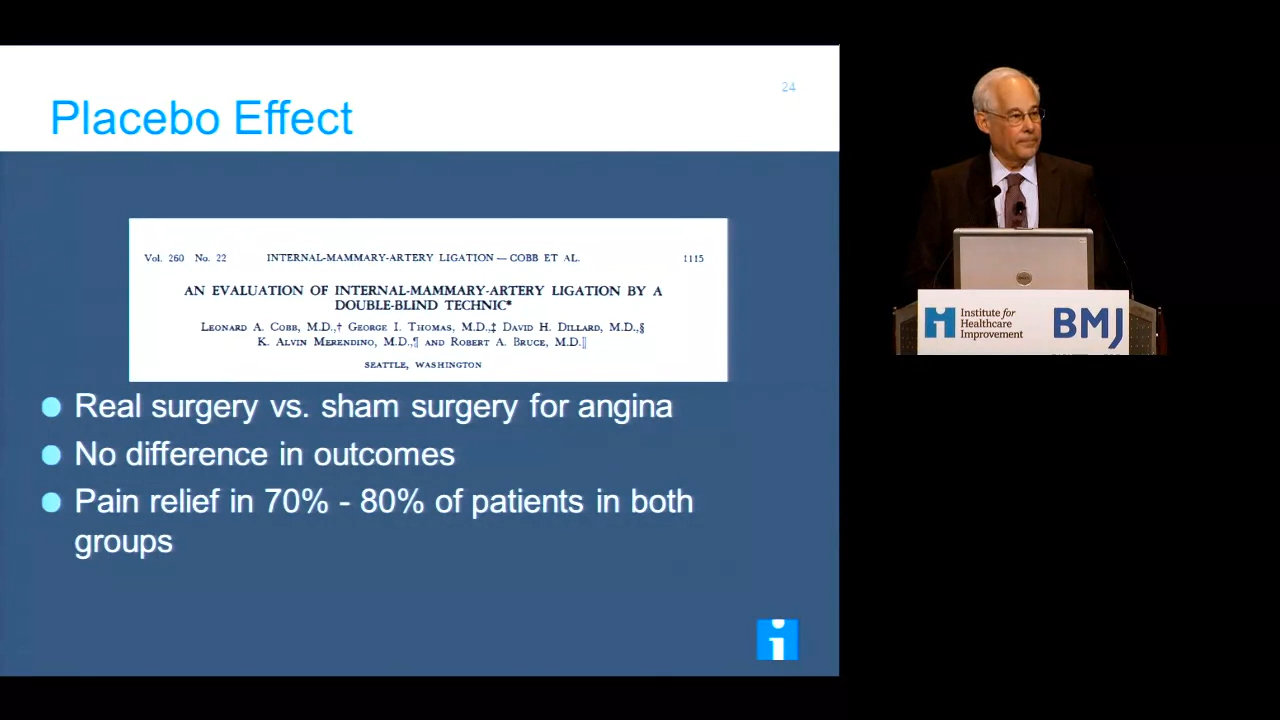 24
Placebo Effect
Vol. 260 No. 22 INTERNAL-MAMMARY-ARTERY LIGATION — COBB ET AL. 1115
AN EVALUATION OF INTERNAL-MAMMARY-ARTERY LIGATION BY A
DOUBLE-BLIND TECHNIC*
LEONARD A. COBB, M.D.,† GEORGE I. THOMAS, M.D.,‡ DAVID H. DILLARD, M.D.,§
K. ALVIN MERENDINO, M.D.,¶ AND ROBERT A. BRUCE, M.D.‖
SEATTLE, WASHINGTON
Real surgery vs. sham surgery for angina
No difference in outcomes
Pain relief in 70% - 80% of patients in both
groups
Institute for
Healthcare
Improvement
BMJ